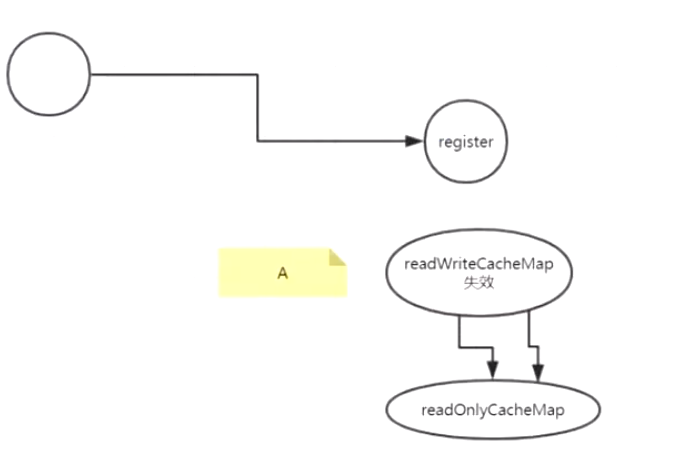 register
readWriteCacheMap
失效
A
readOnlyCacheMap